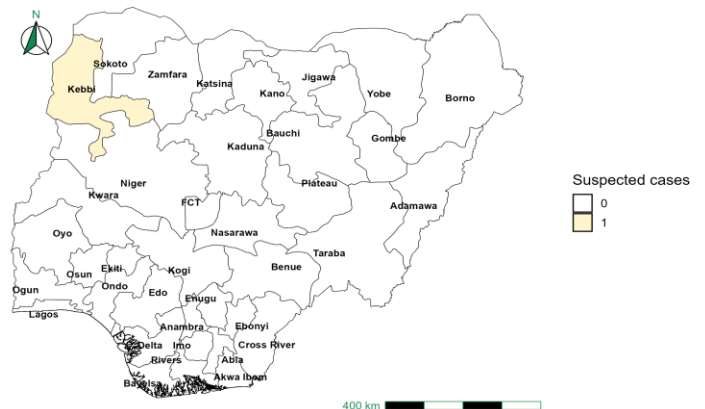 N
Sokoto
Kebbi
Zamfara
Katsina
Kano
Jigawa
Yobe
Borno
Bauchi
Gombe
Kaduna
Niger
Kwara
FCT
Plateau
Adamawa
Nasarawa
Oyo
Taraba
Benue
Kogi
Ekiti
Osun
Ondo
Ogun
Edo
Enugu
Lagos
Anambra
Ebonyi
Delta
Imo
Cross River
Rivers
Abia
Bayelsa
Akwa Ibom
Suspected cases
0
1
400 km